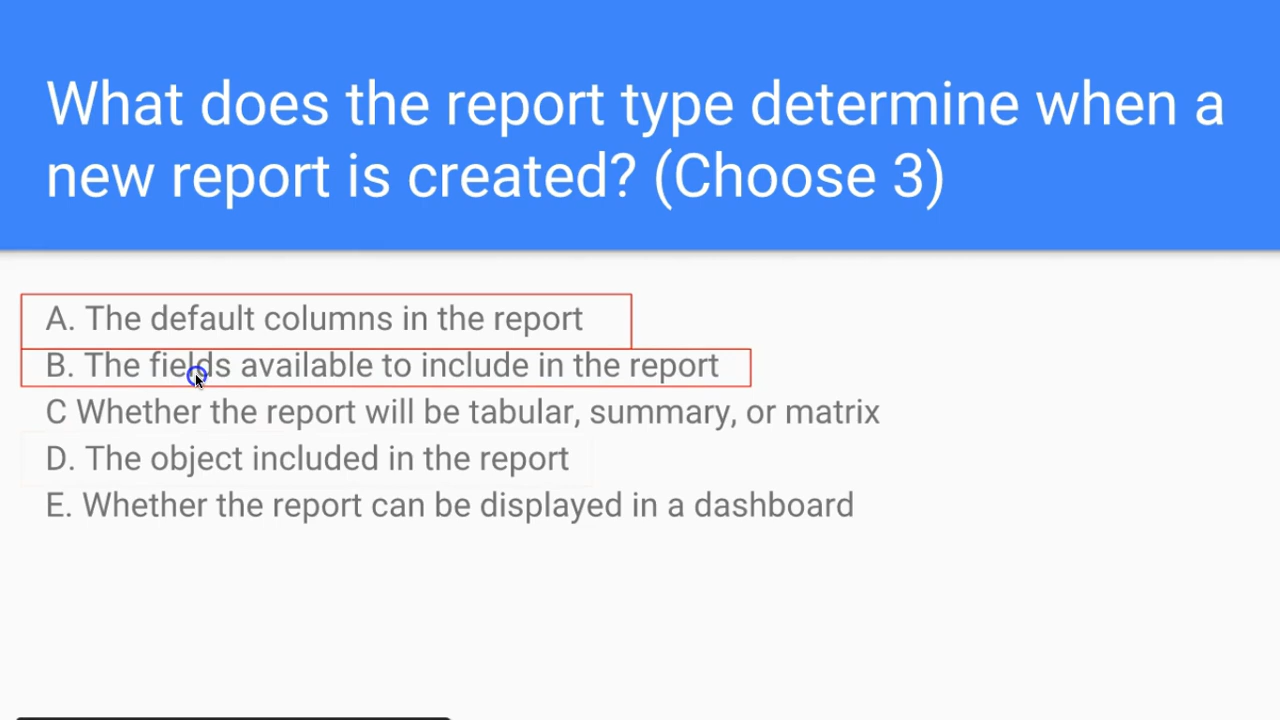 What does the report type determine when a
new report is created? (Choose 3)
A. The default columns in the report
B. The fields available to include in the report
C Whether the report will be tabular, summary, or matrix
D. The object included in the report
E. Whether the report can be displayed in a dashboard